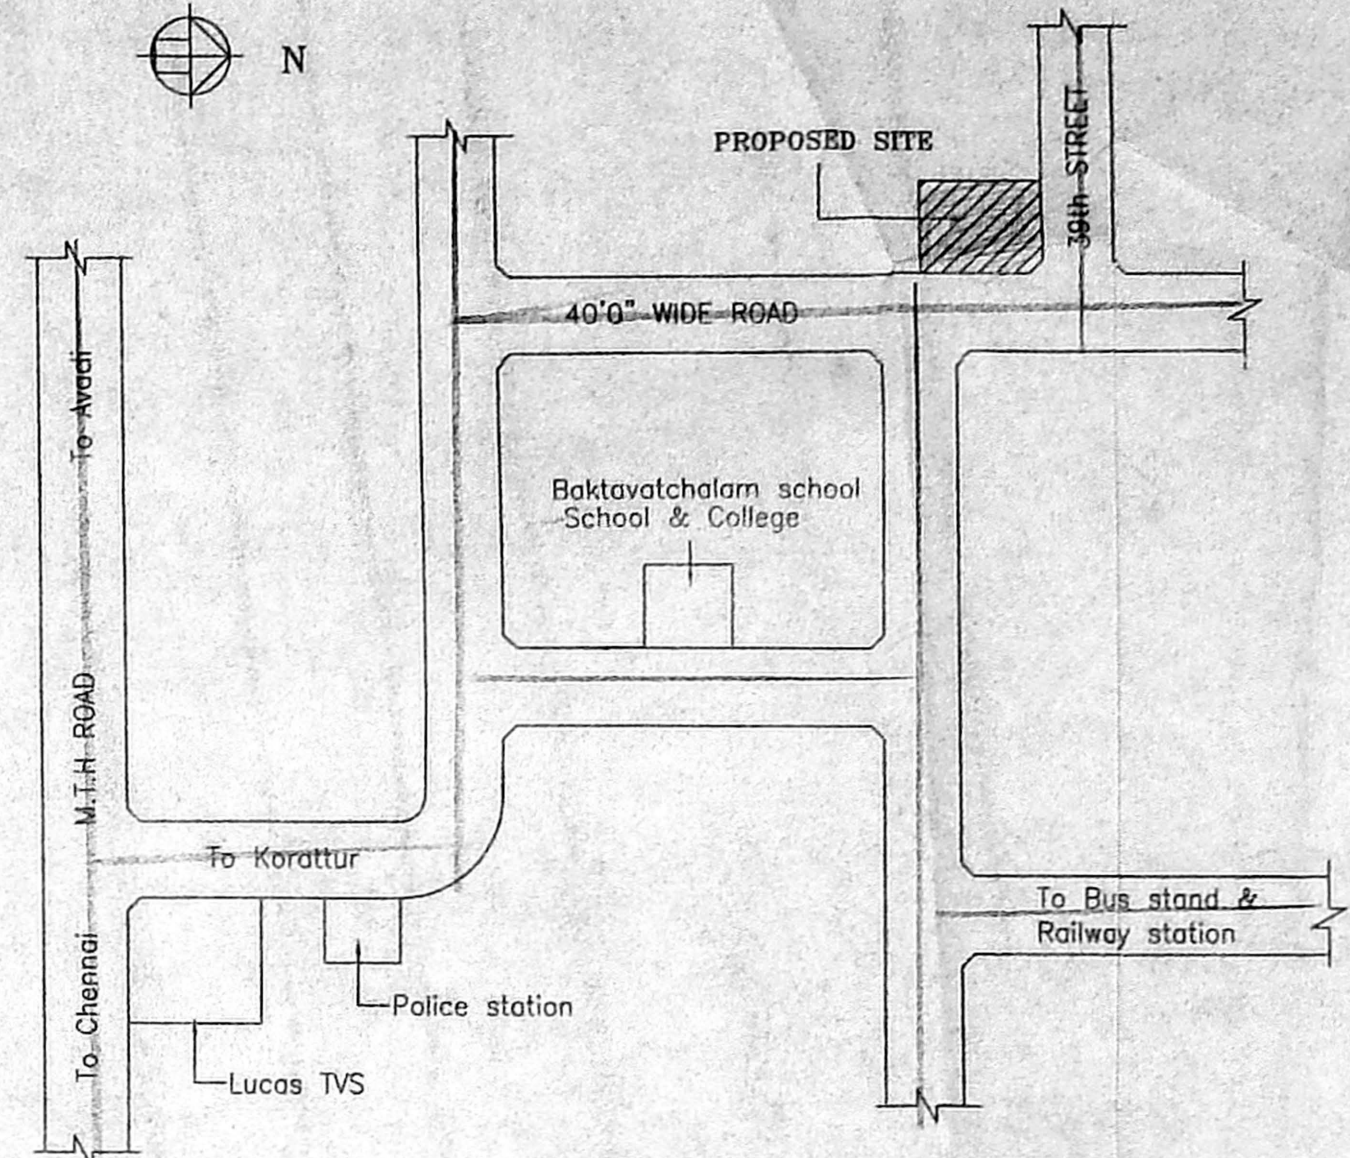 N
PROPOSED SITE
39th STREET
40'0" WIDE ROAD
To Avadi
Baktavatchalam school
School & College
M.T.H ROAD
To Korattur
To Bus stand &
Railway station
To Chennai
Police station
Lucas TVS